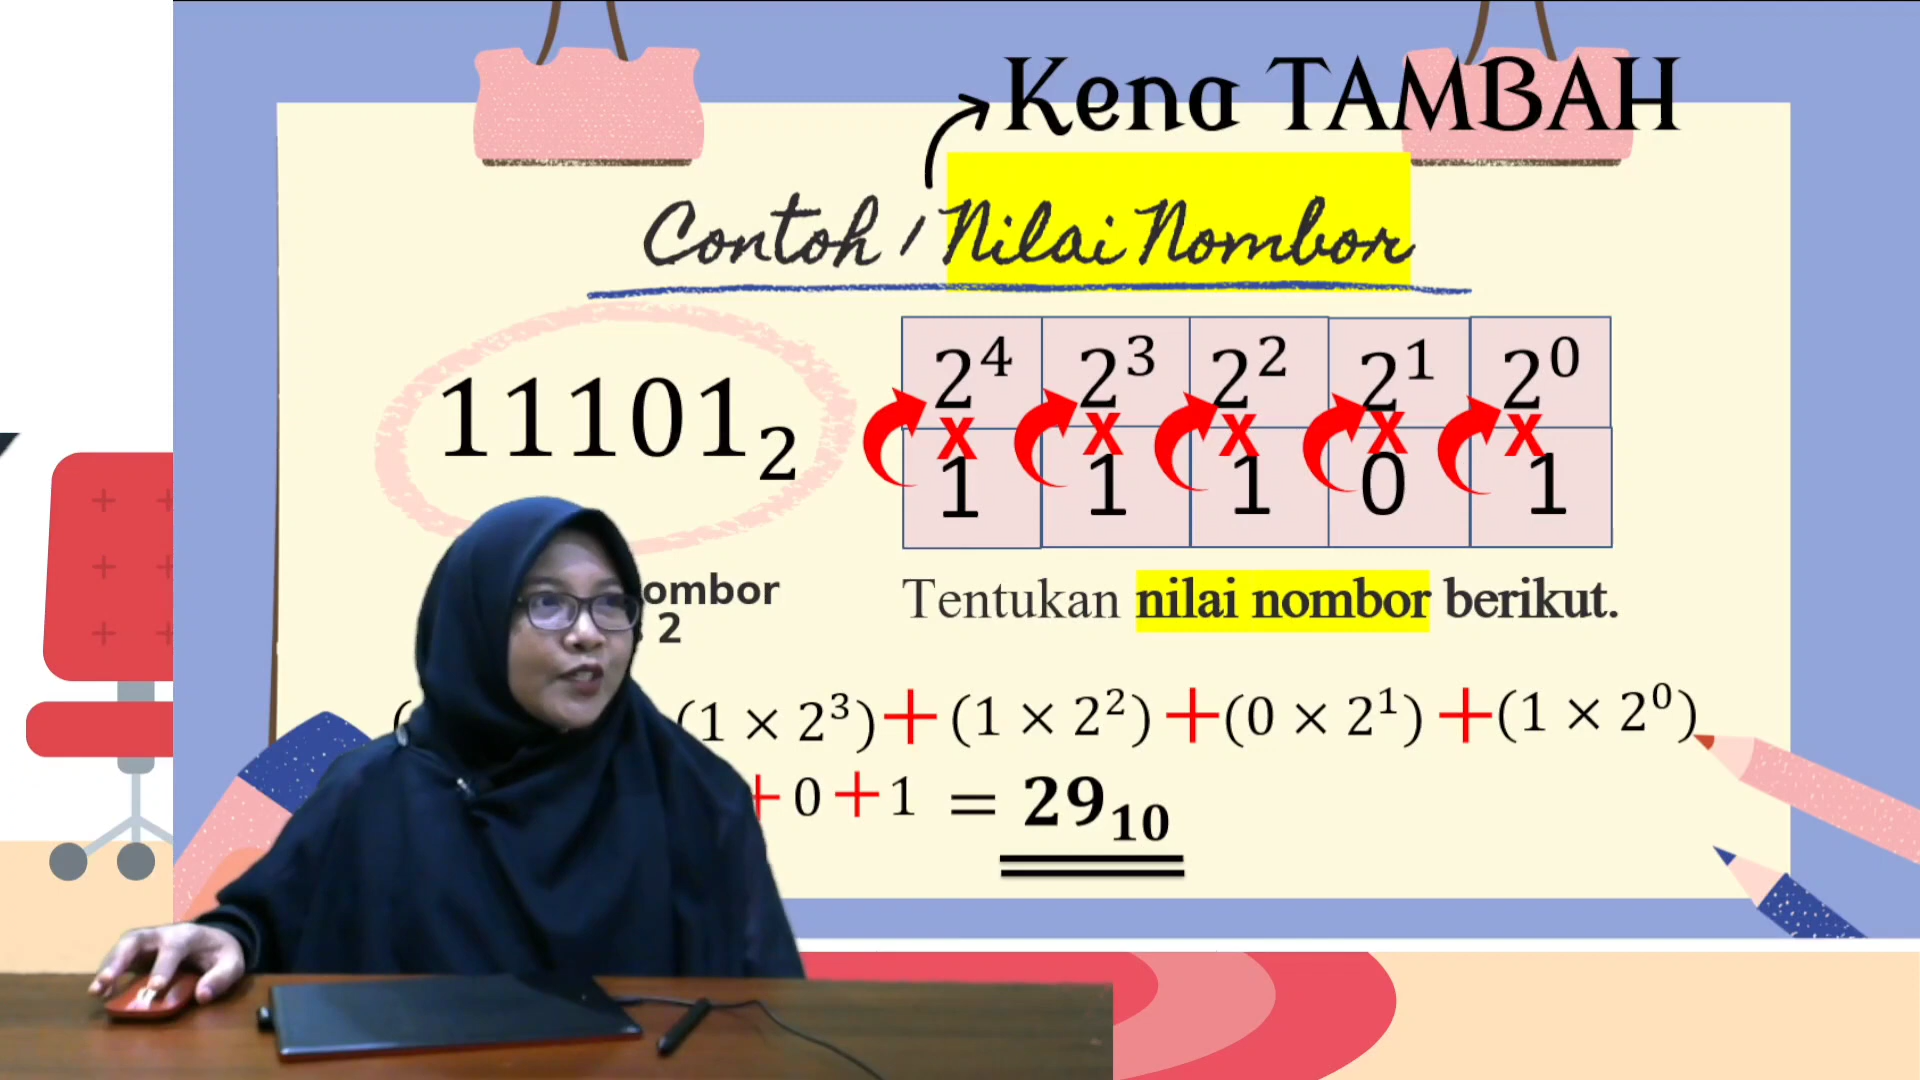 Kena TAMBAH
Contoh / Nilai Nombor
11101₂
2⁴ 2³ 2² 2¹ 2⁰
x x x x x
1 1 1 0 1
ombor
2
Tentukan nilai nombor berikut.
( (1 × 2³) + (1 × 2²) + (0 × 2¹) + (1 × 2⁰)
+ 0 + 1 = 29₁₀